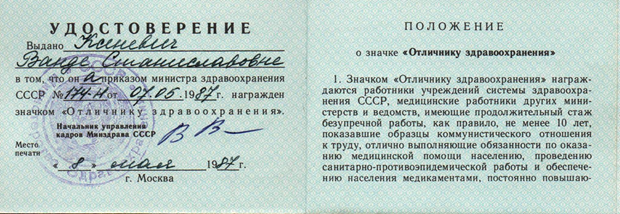 УДОСТОВЕРЕНИЕ
Выдано Кеневич
Ванде Станиславовне
в том, что он а приказом министра здравоохранения
СССР № 174-н от 07.05 1987 г. награжден
значком «Отличнику здравоохранения».
Начальник управления
кадров Минздрава СССР
Место.
печати
«8» мая 1987 г.
г. Москва
ПОЛОЖЕНИЕ
о значке «Отличнику здравоохранения»
1. Значком «Отличнику здравоохранения» награж-
даются работники учреждений системы здравоохра-
нения СССР, медицинские работники других мини-
стерств и ведомств, имеющие продолжительный стаж
безупречной работы, как правило, не менее 10 лет,
показавшие образцы коммунистического отношения
к труду, отлично выполняющие обязанности по оказа-
нию медицинской помощи населению, проведению
санитарно-противоэпидемической работы и обеспече-
нию населения медикаментами, постоянно повышаю-